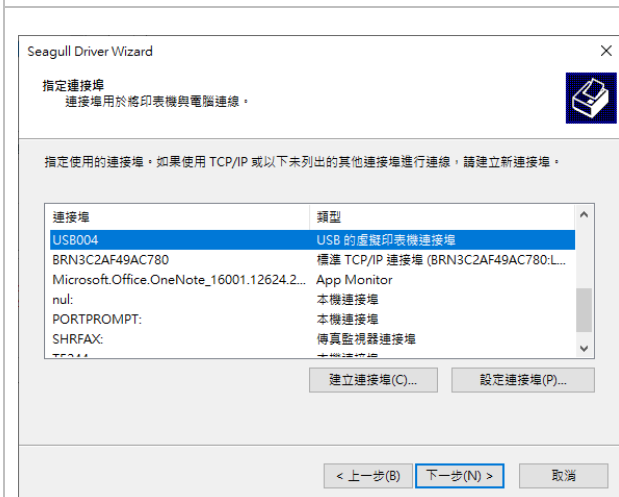 Seagull Driver Wizard
指定連接埠
連接埠用於將印表機與電腦連線。
指定使用的連接埠。如果使用 TCP/IP 或以下未列出的其他連接埠進行連線，請建立新連接埠。
連接埠 類型
USB004 USB 的虛擬印表機連接埠
BRN3C2AF49AC780 標準 TCP/IP 連接埠 (BRN3C2AF49AC780:L...
Microsoft.Office.OneNote_16001.12624.2... App Monitor
nul: 本機連接埠
PORTPROMPT: 本機連接埠
SHRFAX: 傳真監視器連接埠
建立連接埠(C)... 設定連接埠(P)...
< 上一步(B) 下一步(N) > 取消